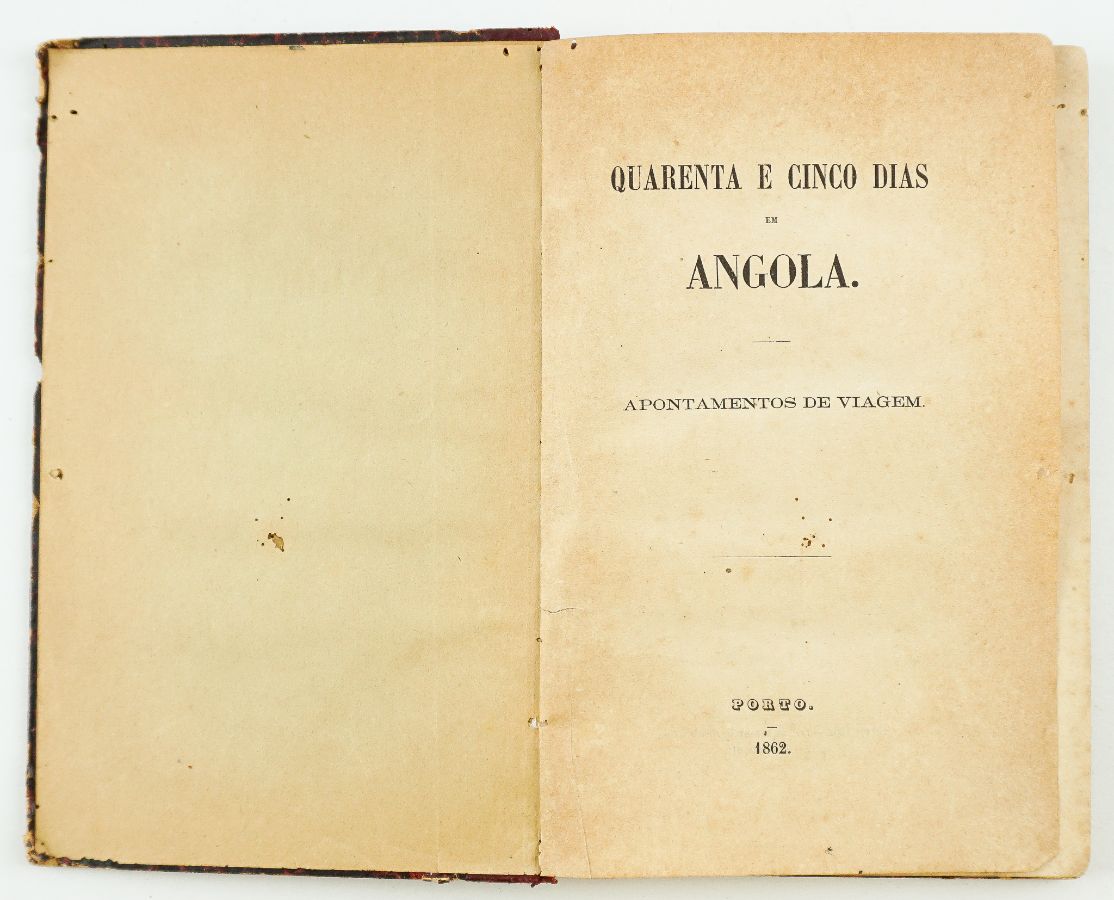 QUARENTA E CINCO DIAS
EM
ANGOLA.
APONTAMENTOS DE VIAGEM.
PORTO.
1862.